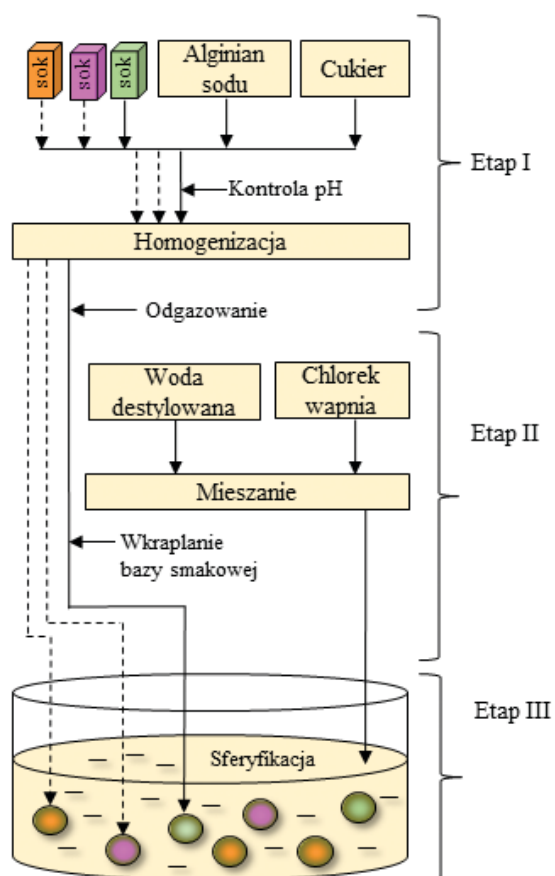 sok
sok
sok
Alginian
sodu
Cukier
Etap I
Kontrola pH
Homogenizacja
Odgazowanie
Woda
destylowana
Chlorek
wapnia
Etap II
Mieszanie
Wkraplanie
bazy smakowej
Etap III
Sferyfikacja